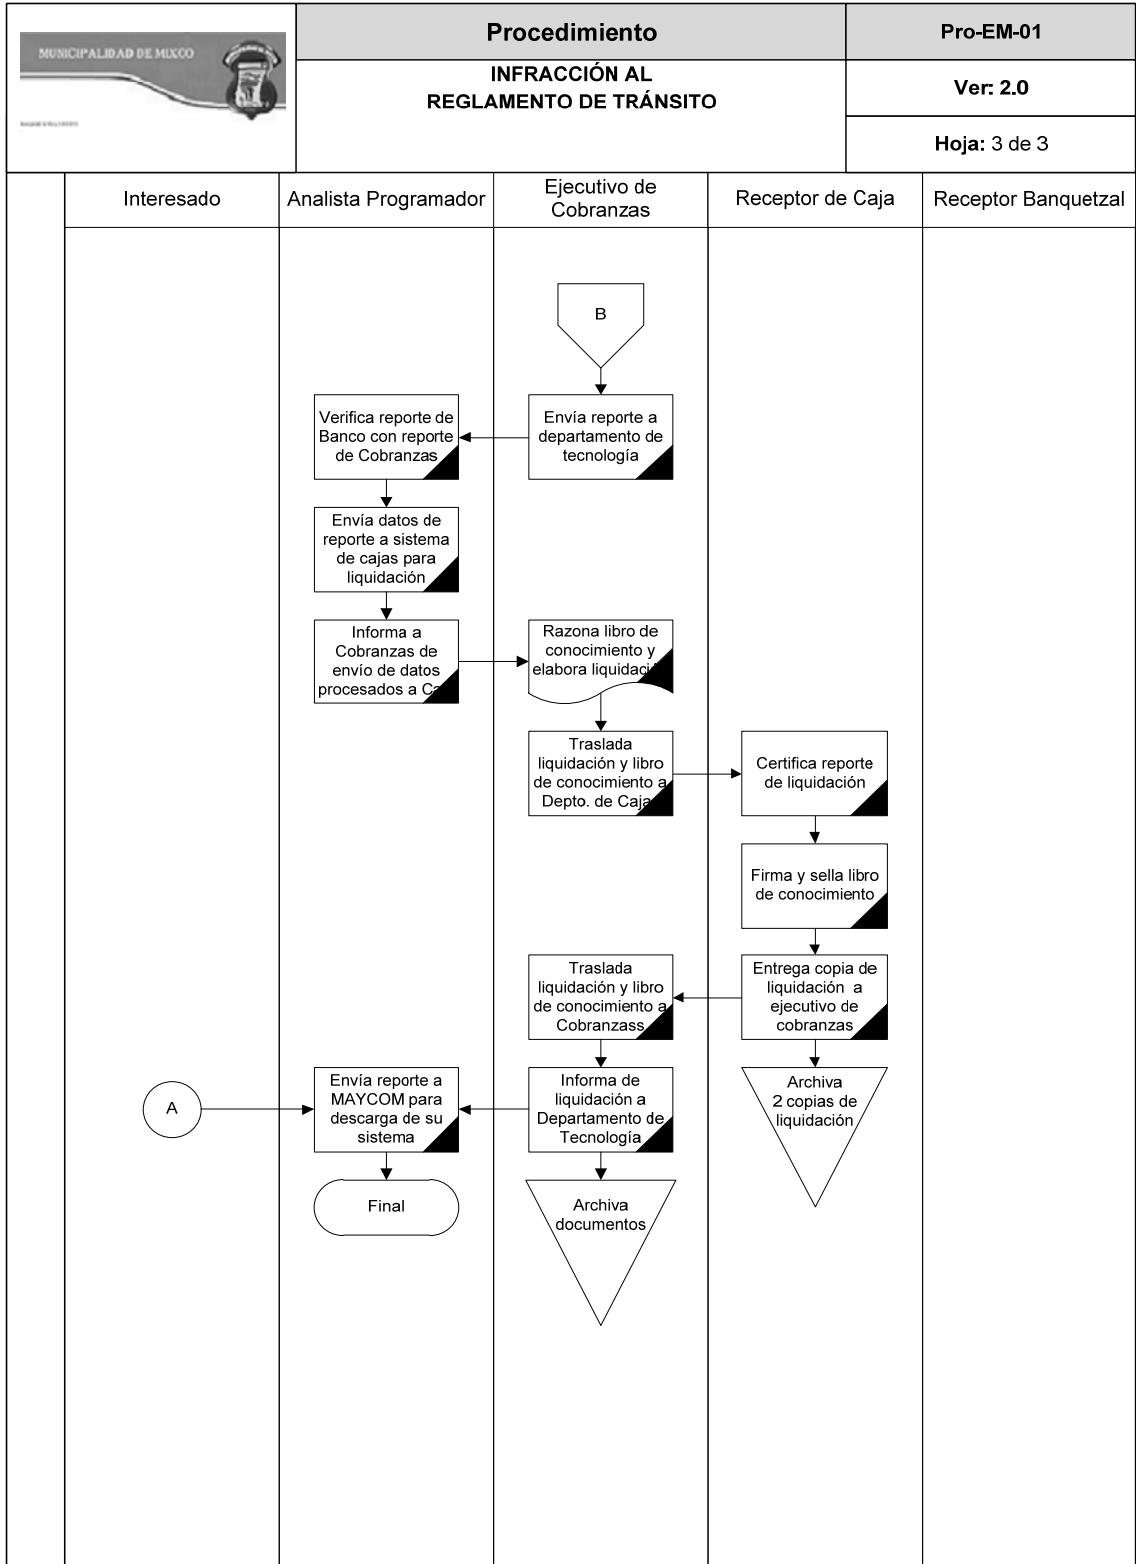 MUNICIPALIDAD DE MIXCO
Procedimiento
Pro-EM-01
INFRACCIÓN AL
REGLAMENTO DE TRÁNSITO
Ver: 2.0
Hoja: 3 de 3
Interesado
Analista Programador
Ejecutivo de
Cobranzas
Receptor de Caja
Receptor Banquetzal
B
Verifica reporte de
Banco con reporte
de Cobranzas
Envía reporte a
departamento de
tecnología
Envía datos de
reporte a sistema
de cajas para
liquidación
Informa a
Cobranzas de
envío de datos
procesados a
Razona libro de
conocimiento y
elabora
Traslada
liquidación y libro
de conocimiento a
Depto. de Caja
Certifica reporte
de liquidación
Firma y sella libro
de conocimiento
Traslada
liquidación y libro
de conocimiento a
Cobranzass
Entrega copia de
liquidación a
ejecutivo de
cobranzas
A
Envía reporte a
MAYCOM para
descarga de su
sistema
Informa de
liquidación a
Departamento de
Tecnología
Archiva
2 copias de
liquidación
Final
Archiva
documentos